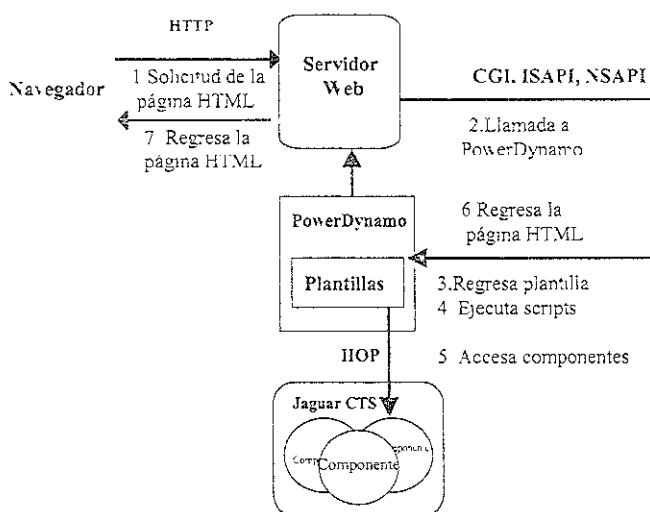 HTTP
Servidor
Web
1 Solicitud de la
página HTML
Navegador
7 Regresa la
página HTML
CGI, ISAPI, NSAPI
2.Llamada a
PowerDynamo
PowerDynamo
Plantillas
6 Regresa la
página HTML
3.Regresa plantilla
4 Ejecuta scripts
5 Accesa componentes
IIOP
Jaguar CTS
Componente